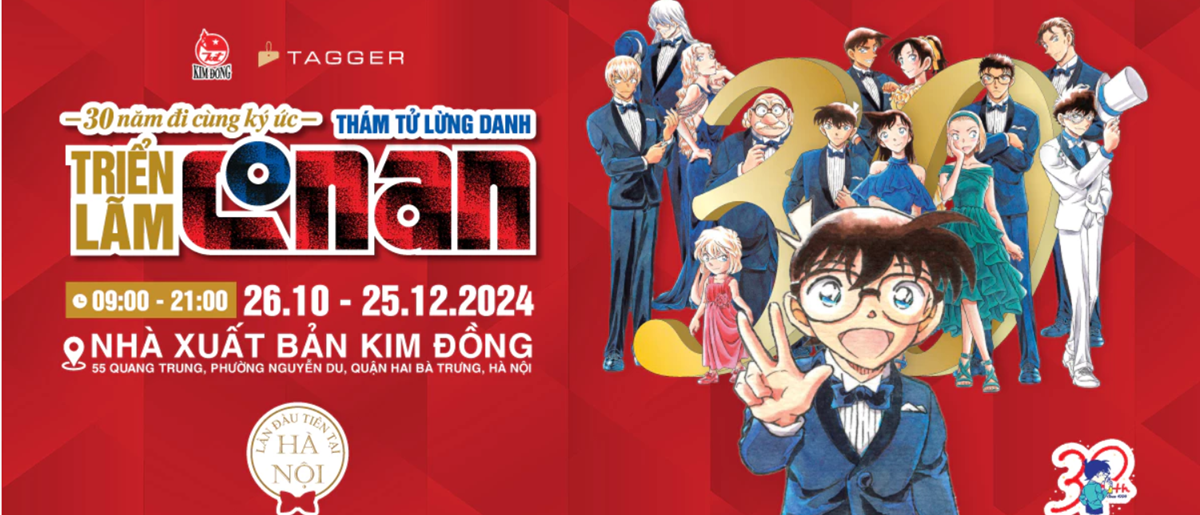 KIM ĐỒNG
TAGGER
30 năm đi cùng ký ức
THÁM TỬ LỪNG DANH
TRIỂN LÃM
Conan
09:00 - 21:00 26.10 - 25.12.2024
NHÀ XUẤT BẢN KIM ĐỒNG
55 QUANG TRUNG, PHƯỜNG NGUYỄN DU, QUẬN HAI BÀ TRƯNG, HÀ NỘI
LẦN ĐẦU TIÊN TẠI
HÀ
NỘI
30
30th